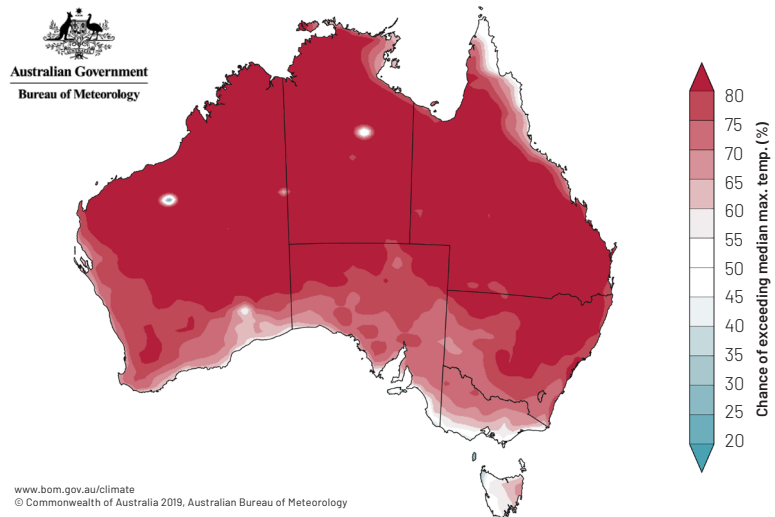 Australian Government
Bureau of Meteorology
80
75
70
65
60
55
50
45
40
35
30
25
20
Chance of exceeding median max. temp. (%)
www.bom.gov.au/climate
© Commonwealth of Australia 2019, Australian Bureau of Meteorology